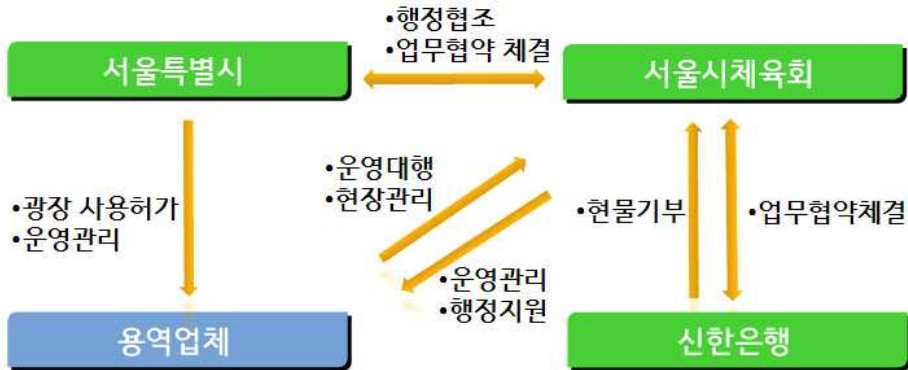 •행정협조
•업무협약 체결
서울특별시
서울시체육회
•운영대행
•현장관리
•광장 사용허가
•운영관리
•현물기부
•업무협약체결
•운영관리
•행정지원
용역업체
신한은행